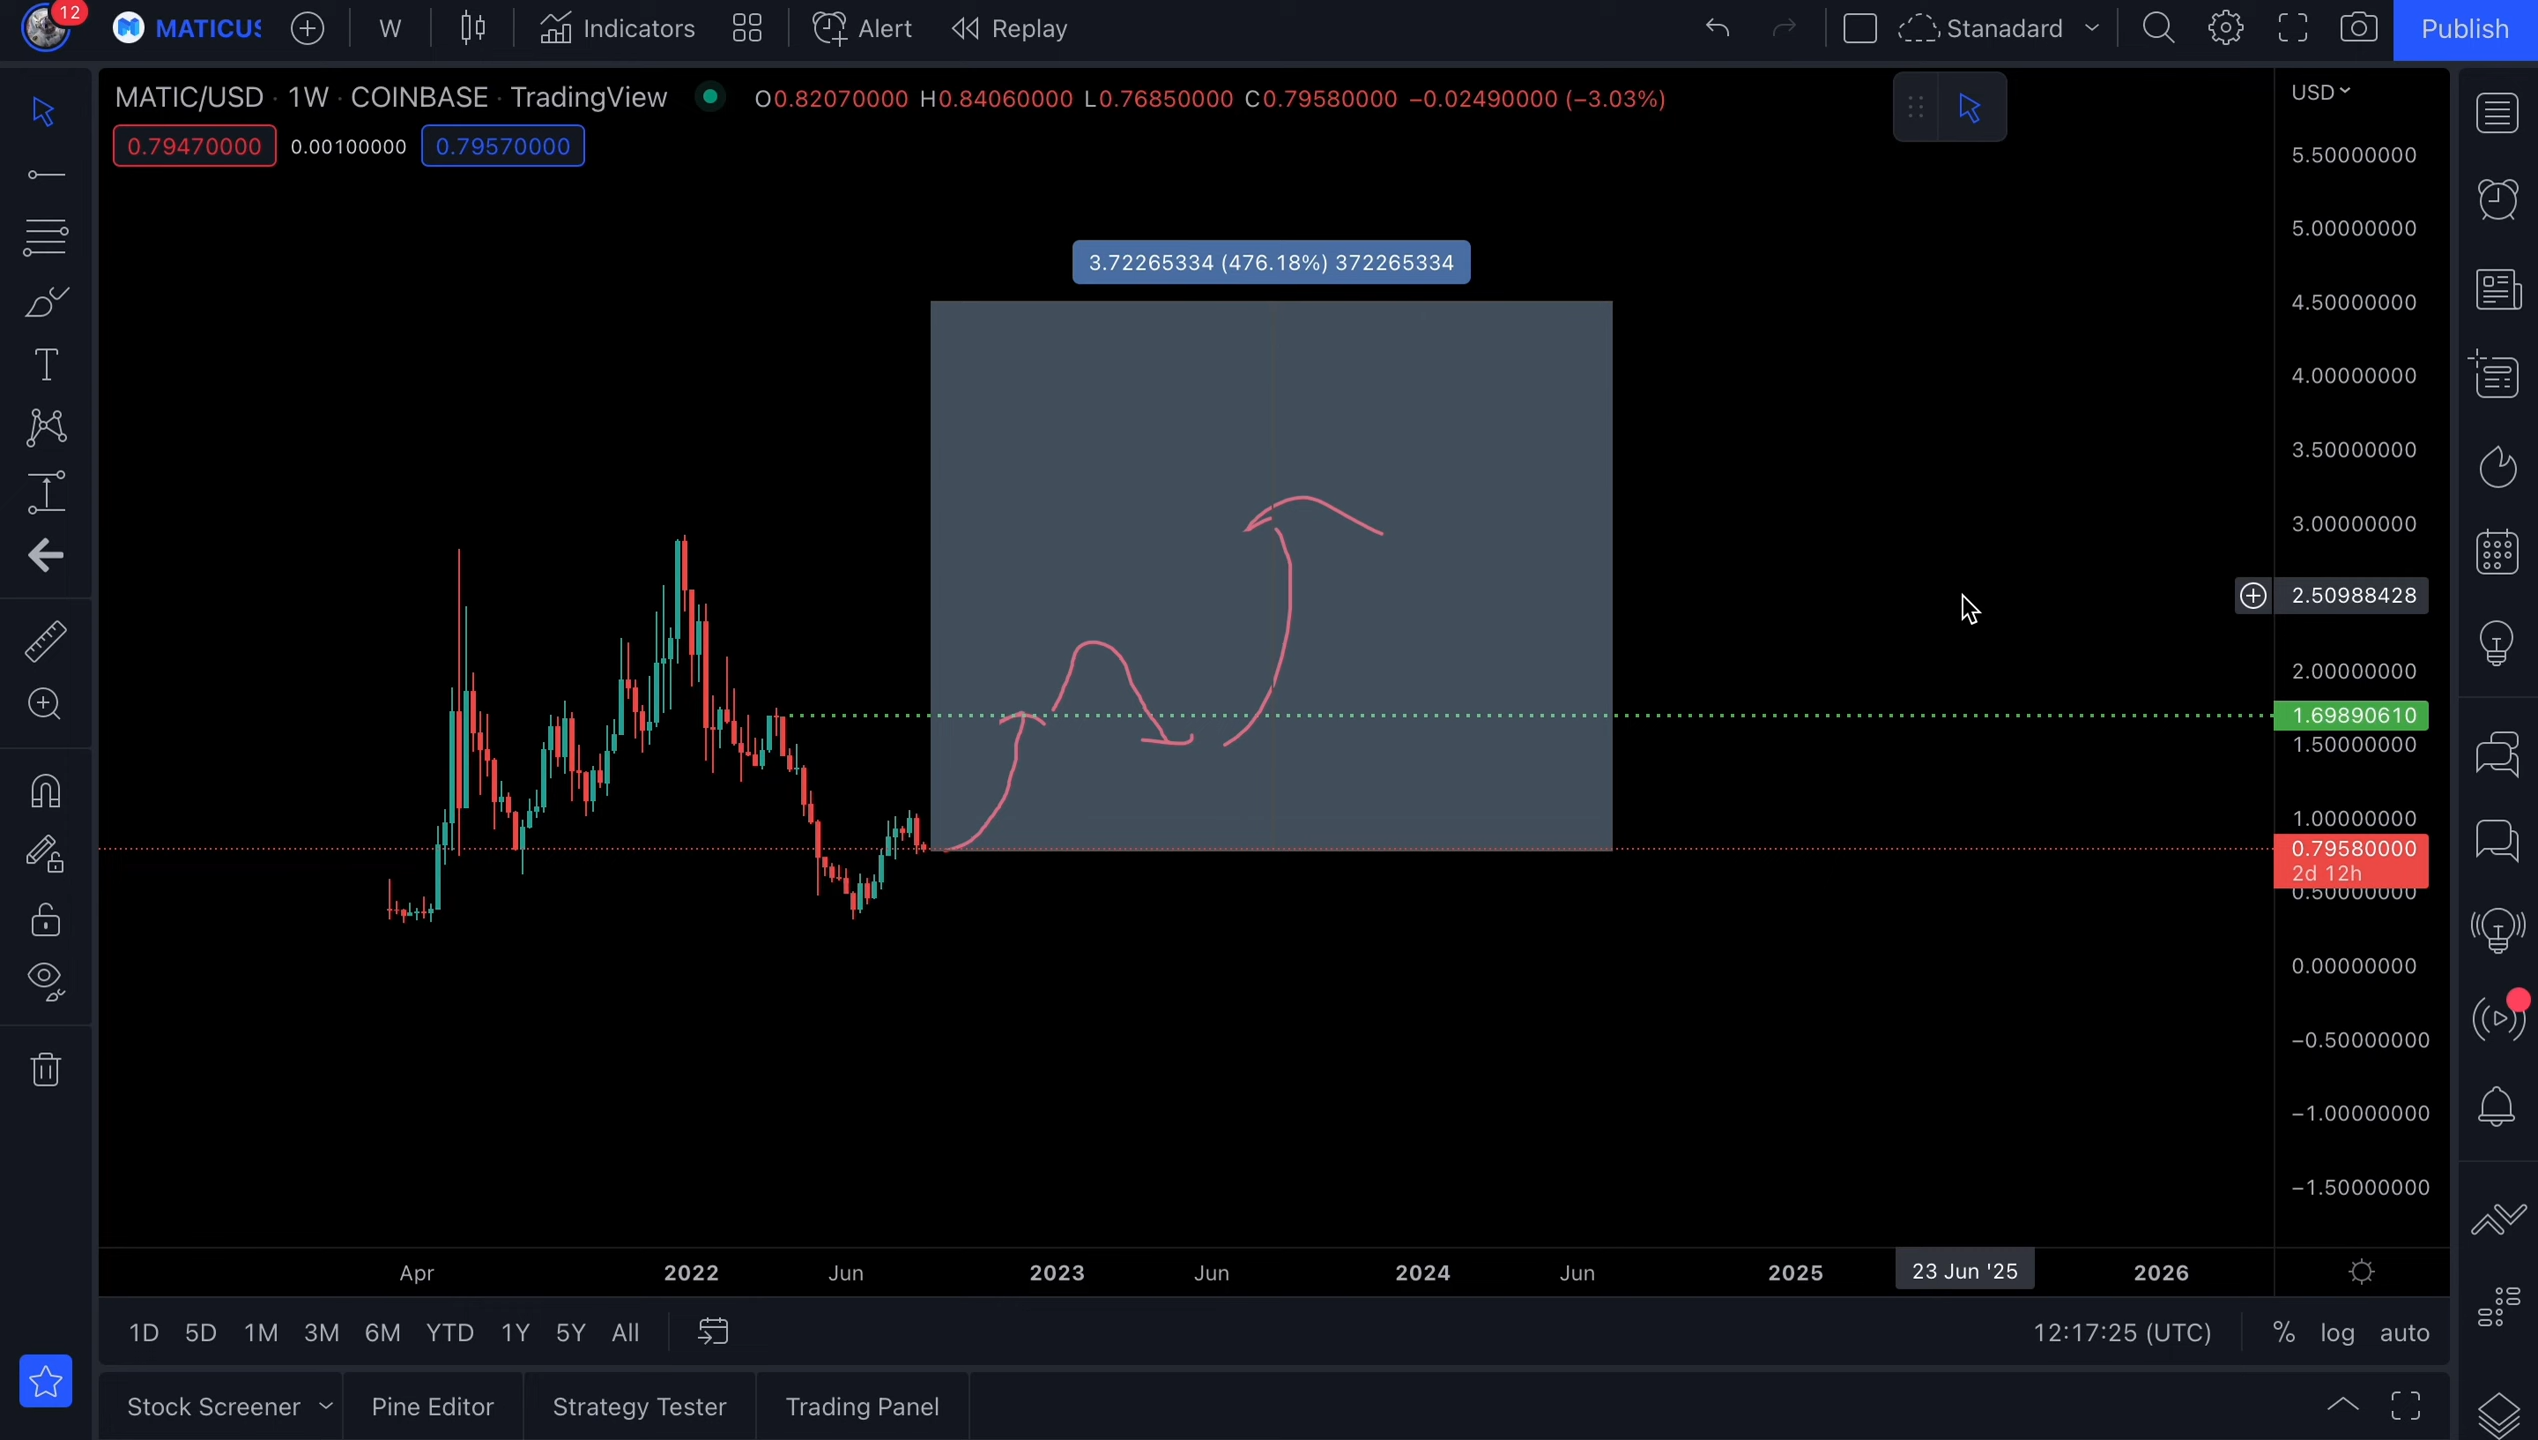 12
MATICUS
W
Indicators
Alert
Replay
Stanadard
Publish
MATIC/USD · 1W · COINBASE · TradingView
O0.82070000 H0.84060000 L0.76850000 C0.79580000 −0.02490000 (−3.03%)
USD
0.79470000
0.00100000
0.79570000
3.72265334 (476.18%) 372265334
5.50000000
5.00000000
4.50000000
4.00000000
3.50000000
3.00000000
2.50988428
2.00000000
1.69890610
1.50000000
1.00000000
0.79580000
2d 12h
0.50000000
0.00000000
−0.50000000
−1.00000000
−1.50000000
Apr
2022
Jun
2023
Jun
2024
Jun
2025
23 Jun '25
2026
1D
5D
1M
3M
6M
YTD
1Y
5Y
All
12:17:25 (UTC)
%
log
auto
Stock Screener
Pine Editor
Strategy Tester
Trading Panel